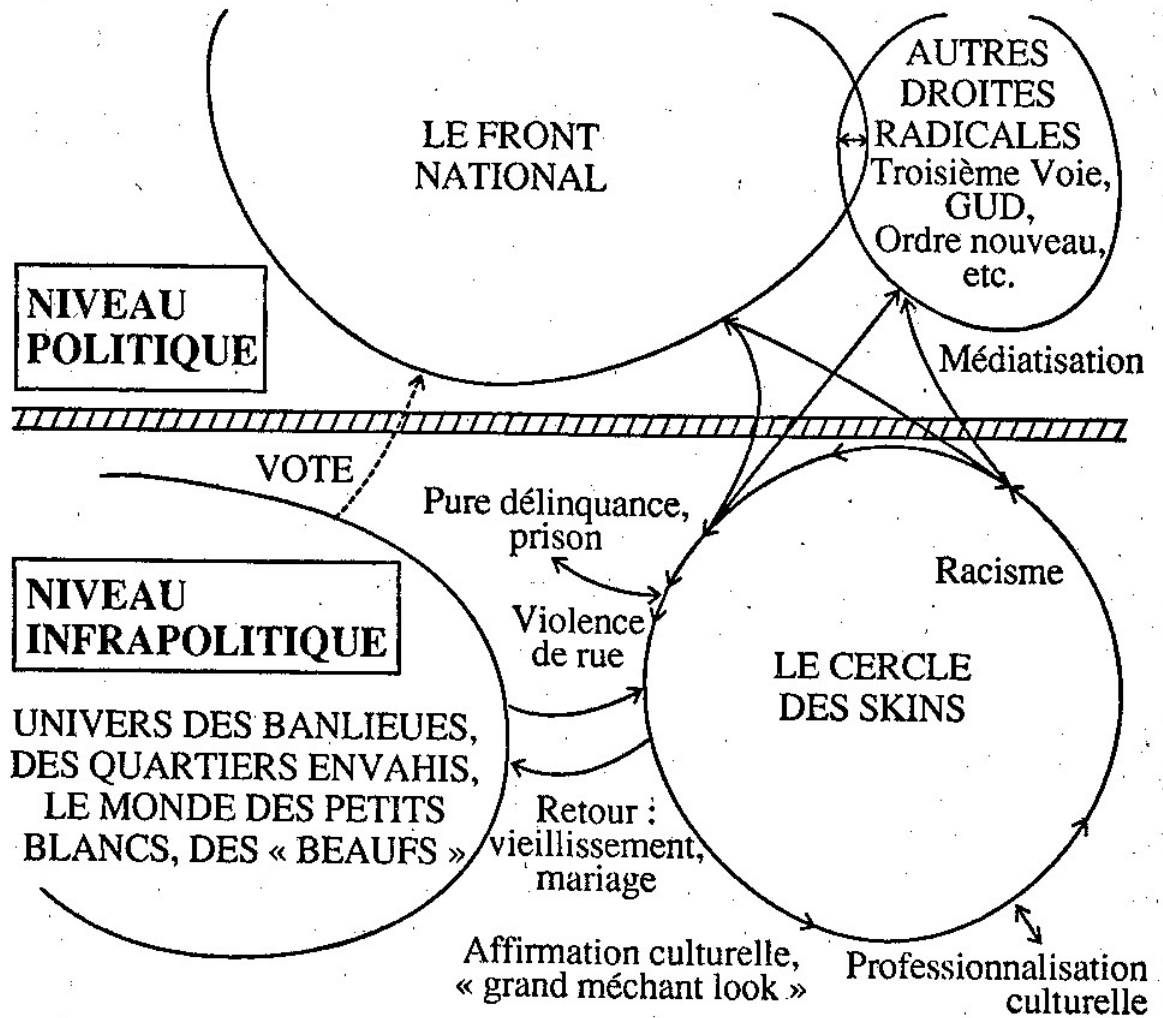 LE FRONT
NATIONAL
AUTRES
DROITES
RADICALES
Troisième Voie,
GUD,
Ordre nouveau,
etc.
NIVEAU
POLITIQUE
Médiatisation
VOTE
Pure délinquance,
prison
Racisme
NIVEAU
INFRAPOLITIQUE
Violence
de rue
LE CERCLE
DES SKINS
UNIVERS DES BANLIEUES,
DES QUARTIERS ENVAHIS,
LE MONDE DES PETITS
BLANCS, DES « BEAUFS »
Retour :
vieillissement,
mariage
Affirmation culturelle,
« grand méchant look »
Professionnalisation
culturelle